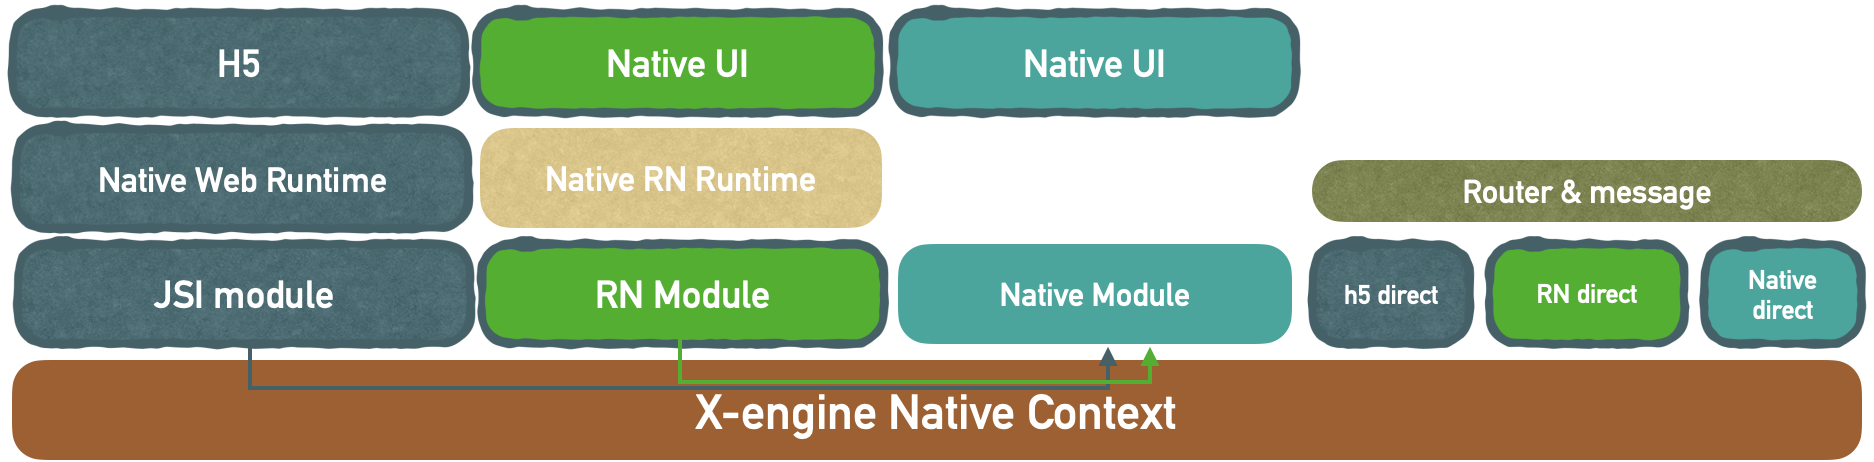 H5
Native UI
Native UI
Native Web Runtime
Native RN Runtime
Router & message
JSI module
RN Module
Native Module
h5 direct
RN direct
Native
direct
X-engine Native Context